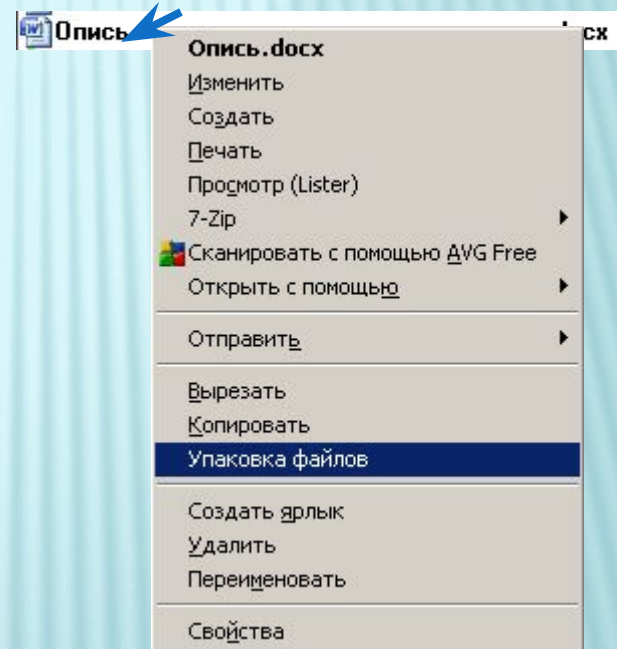 Опись cx
Опись.docx
Изменить
Создать
Печать
Просмотр (Lister)
7-Zip
Сканировать с помощью AVG Free
Открыть с помощью
Отправить
Вырезать
Копировать
Упаковка файлов
Создать ярлык
Удалить
Переименовать
Свойства